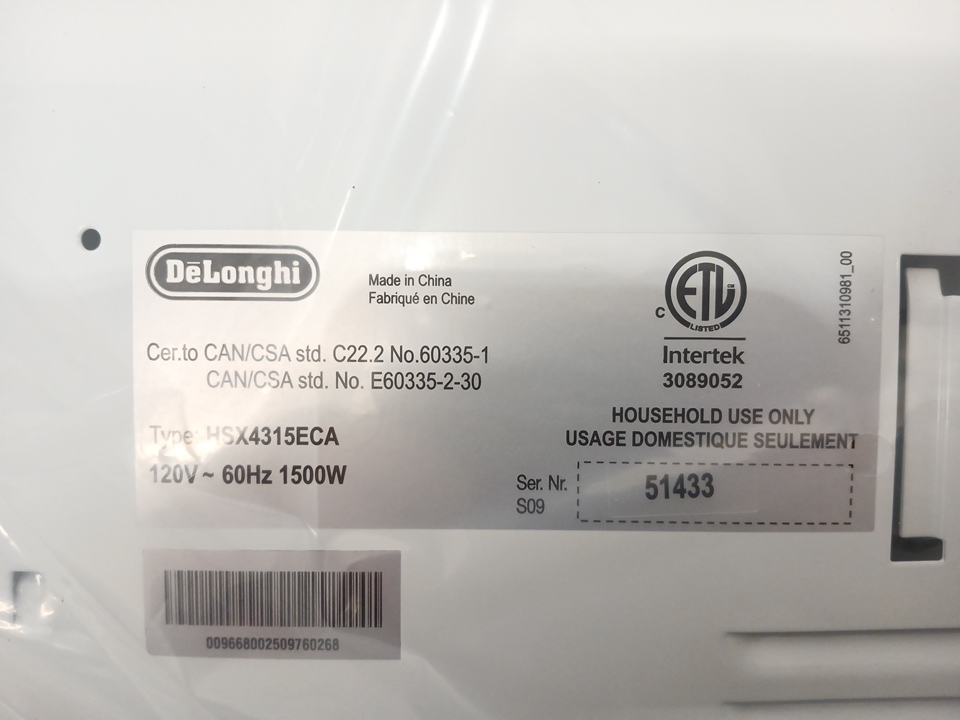 DēLonghi
Made in China
Fabriqué en Chine
Cer.to CAN/CSA std. C22.2 No.60335-1
CAN/CSA std. No. E60335-2-30
Type: HSX4315ECA
120V~ 60Hz 1500W
C ETL CM
LISTED
Intertek
3089052
HOUSEHOLD USE ONLY
USAGE DOMESTIQUE SEULEMENT
Ser. Nr.
S09
51433
6511310981_00
009668002509760268